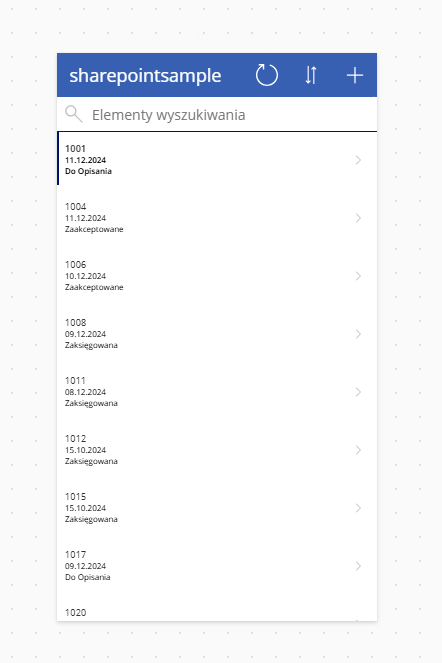 sharepointsample
Elementy wyszukiwania
1001
11.12.2024
Do Opisania
1004
11.12.2024
Zaakceptowane
1006
10.12.2024
Zaakceptowane
1008
09.12.2024
Zaksięgowana
1011
08.12.2024
Zaksięgowana
1012
15.10.2024
Zaksięgowana
1015
15.10.2024
Zaksięgowana
1017
09.12.2024
Do Opisania
1020